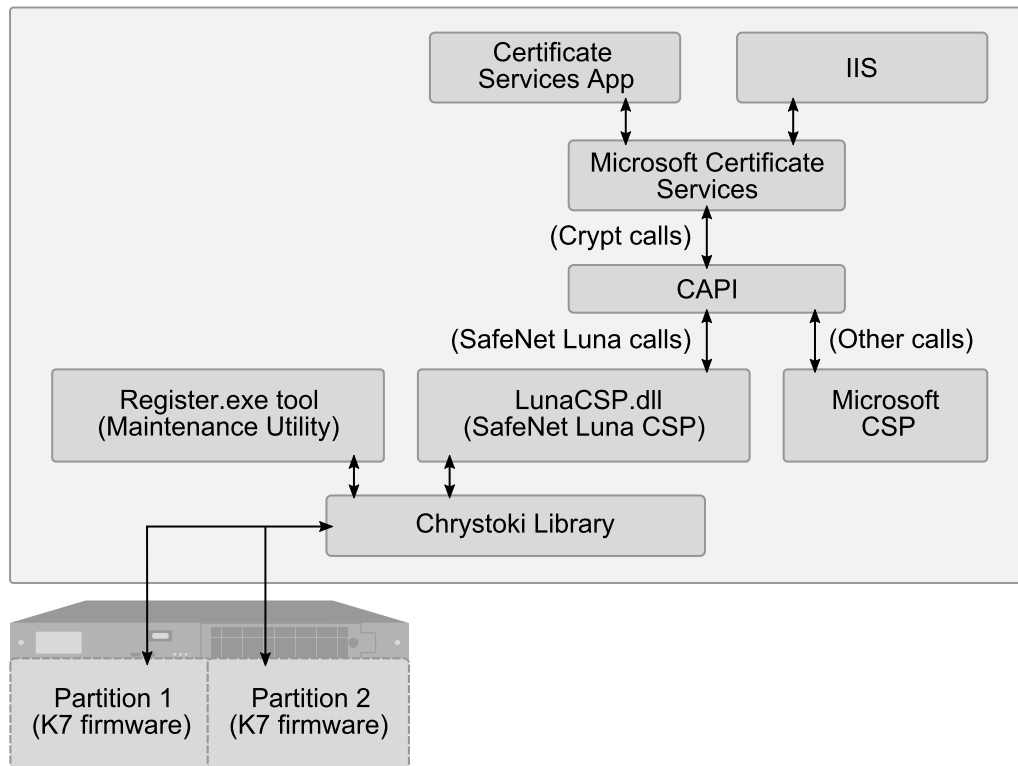 Certificate
Services App
IIS
Microsoft Certificate
Services
(Crypt calls)
CAPI
(SafeNet Luna calls)
(Other calls)
Register.exe tool
(Maintenance Utility)
LunaCSP.dll
(SafeNet Luna CSP)
Microsoft
CSP
Chrystoki Library
Partition 1
(K7 firmware)
Partition 2
(K7 firmware)